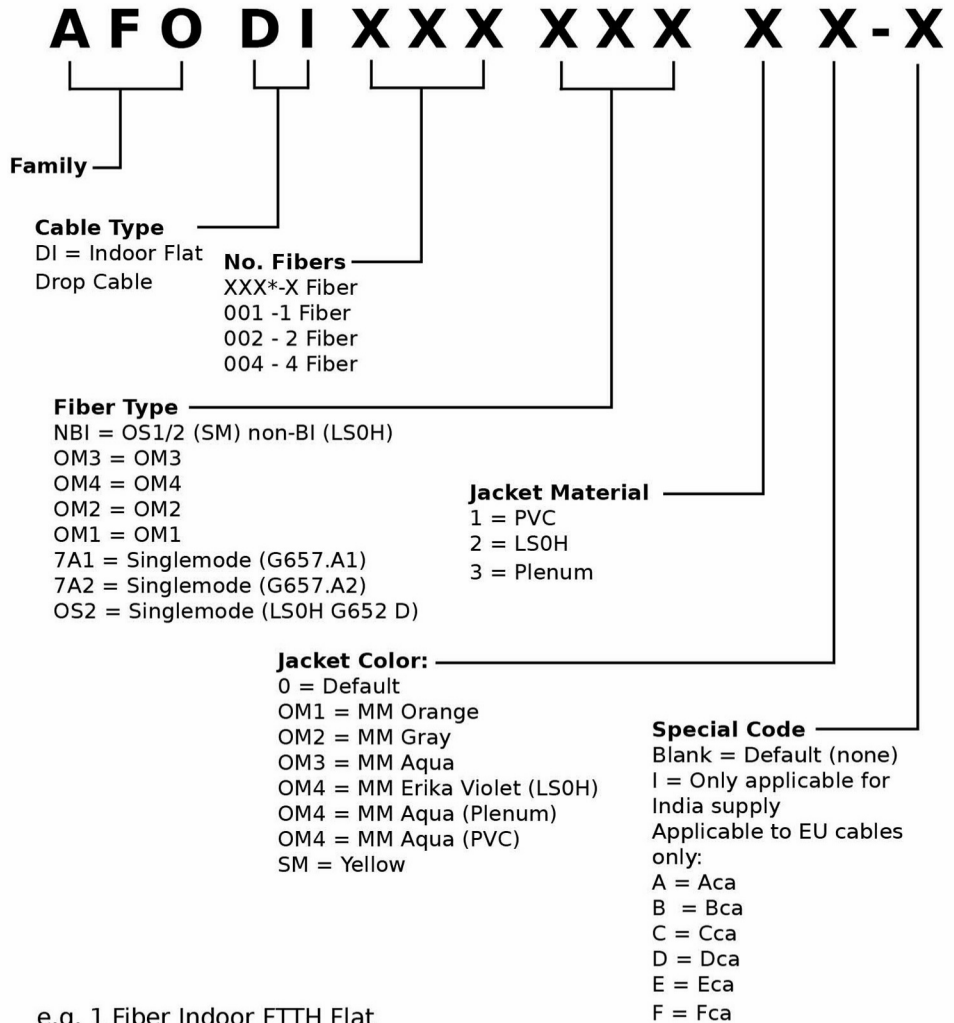 AFO DI XXX XXX X X-X
Family
Cable Type
DI = Indoor Flat
Drop Cable
No. Fibers
XXX*-X Fiber
001 -1 Fiber
002 - 2 Fiber
004 - 4 Fiber
Fiber Type
NBI = OS1/2 (SM) non-BI (LS0H)
OM3 = OM3
OM4 = OM4
OM2 = OM2
OM1 = OM1
7A1 = Singlemode (G657.A1)
7A2 = Singlemode (G657.A2)
OS2 = Singlemode (LS0H G652 D)
Jacket Material
1 = PVC
2 = LS0H
3 = Plenum
Jacket Color:
0 = Default
OM1 = MM Orange
OM2 = MM Gray
OM3 = MM Aqua
OM4 = MM Erika Violet (LS0H)
OM4 = MM Aqua (Plenum)
OM4 = MM Aqua (PVC)
SM = Yellow
Special Code
Blank = Default (none)
I = Only applicable for
India supply
Applicable to EU cables
only:
A = Aca
B  = Bca
C = Cca
D = Dca
E = Eca
F = Fca
e.g. 1 Fiber Indoor FTTH Flat